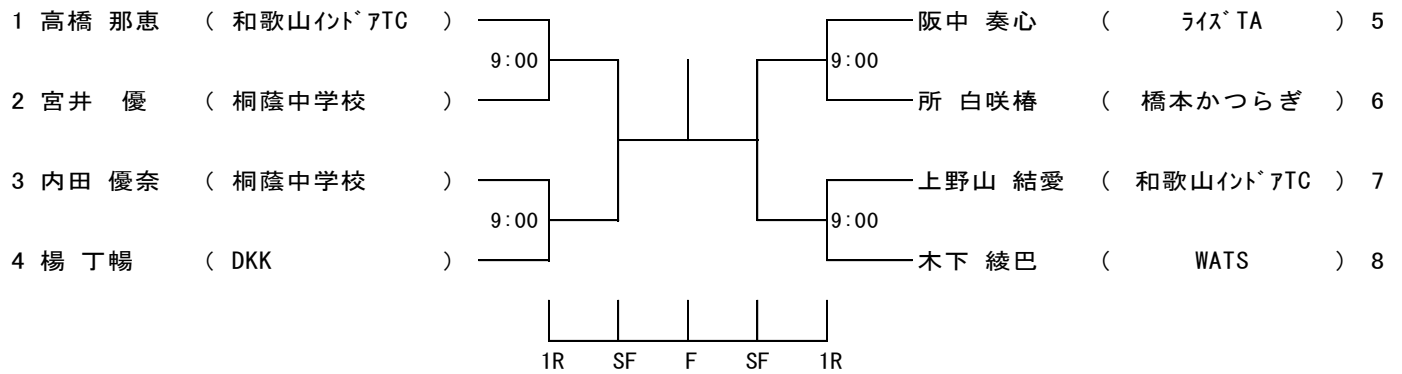 1 高橋 那恵 ( 和歌山ｲﾝﾄﾞｱTC ) 阪中 奏心 ( ﾗｲｽﾞTA ) 5
9:00 9:00
2 宮井 優 ( 桐蔭中学校 ) 所 白咲椿 ( 橋本かつらぎ ) 6
3 内田 優奈 ( 桐蔭中学校 ) 上野山 結愛 ( 和歌山ｲﾝﾄﾞｱTC ) 7
9:00 9:00
4 楊 丁暢 ( DKK ) 木下 綾巴 ( WATS ) 8
1R SF F SF 1R